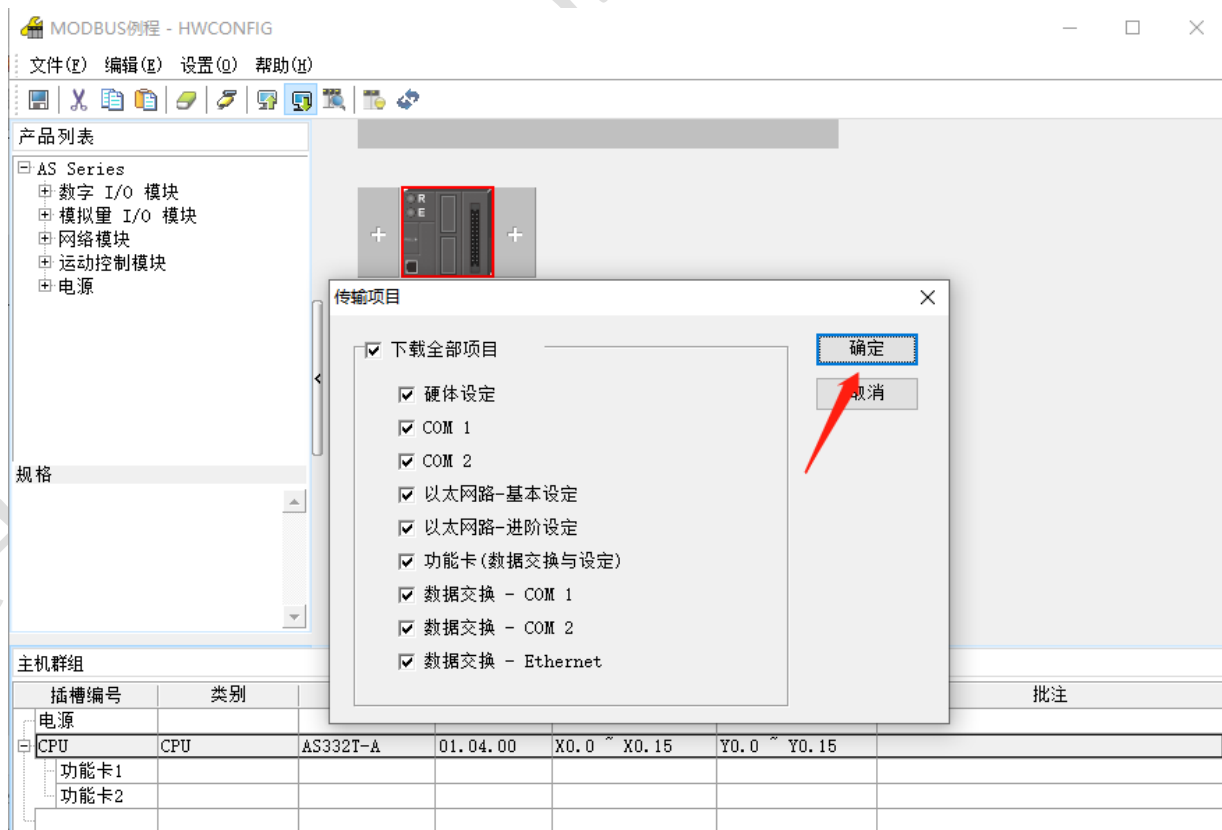 MODBUS例程 - HWCONFIG
文件(F) 编辑(E) 设置(O) 帮助(H)
产品列表
AS Series
数字 I/O 模块
模拟量 I/O 模块
网络模块
运动控制模块
电源
规格
R
E
传输项目
下载全部项目
确定
取消
硬体设定
COM 1
COM 2
以太网路-基本设定
以太网路-进阶设定
功能卡(数据交换与设定)
数据交换 - COM 1
数据交换 - COM 2
数据交换 - Ethernet
主机群组
插槽编号 类别 批注
电源
CPU CPU AS332T-A 01.04.00 X0.0 ~ X0.15 Y0.0 ~ Y0.15
功能卡1
功能卡2